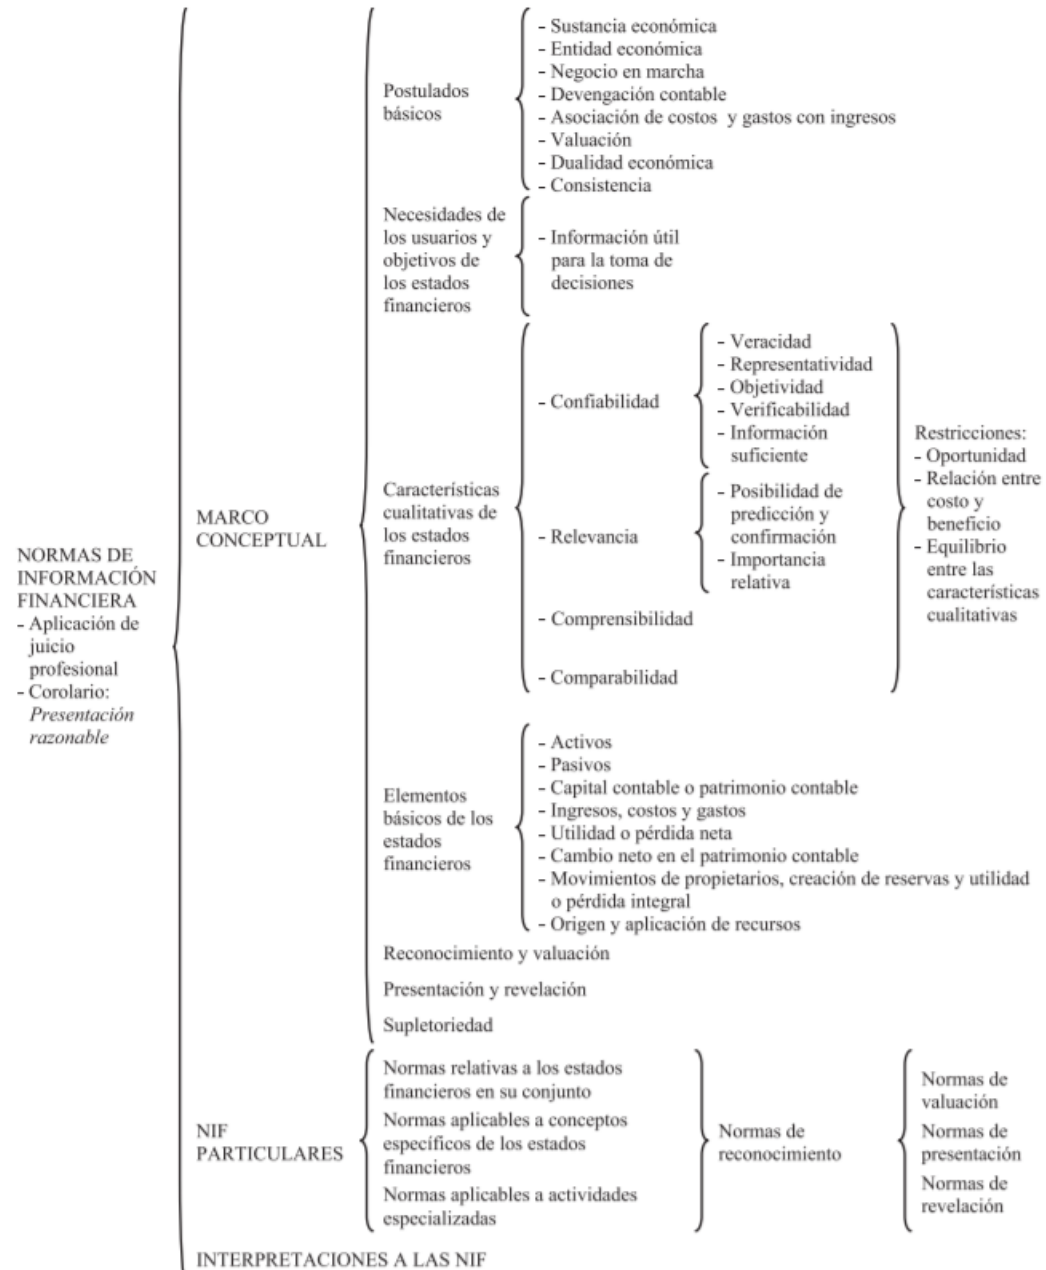 NORMAS DE
INFORMACIÓN
FINANCIERA
- Aplicación de
juicio
profesional
- Corolario:
Presentación
razonable
MARCO
CONCEPTUAL
Postulados
básicos
- Sustancia económica
- Entidad económica
- Negocio en marcha
- Devengación contable
- Asociación de costos y gastos con ingresos
- Valuación
- Dualidad económica
- Consistencia
Necesidades de
los usuarios y
objetivos de
los estados
financieros
- Información útil
para la toma de
decisiones
Características
cualitativas de
los estados
financieros
- Confiabilidad
- Veracidad
- Representatividad
- Objetividad
- Verificabilidad
- Información
suficiente
- Relevancia
- Posibilidad de
predicción y
confirmación
- Importancia
relativa
- Comprensibilidad
- Comparabilidad
Restricciones:
- Oportunidad
- Relación entre
costo y
beneficio
- Equilibrio
entre las
características
cualitativas
Elementos
básicos de los
estados
financieros
- Activos
- Pasivos
- Capital contable o patrimonio contable
- Ingresos, costos y gastos
- Utilidad o pérdida neta
- Cambio neto en el patrimonio contable
- Movimientos de propietarios, creación de reservas y utilidad
o pérdida integral
- Origen y aplicación de recursos
Reconocimiento y valuación
Presentación y revelación
Supletoriedad
NIF
PARTICULARES
Normas relativas a los estados
financieros en su conjunto
Normas aplicables a conceptos
específicos de los estados
financieros
Normas aplicables a actividades
especializadas
Normas de
reconocimiento
Normas de
valuación
Normas de
presentación
Normas de
revelación
INTERPRETACIONES A LAS NIF